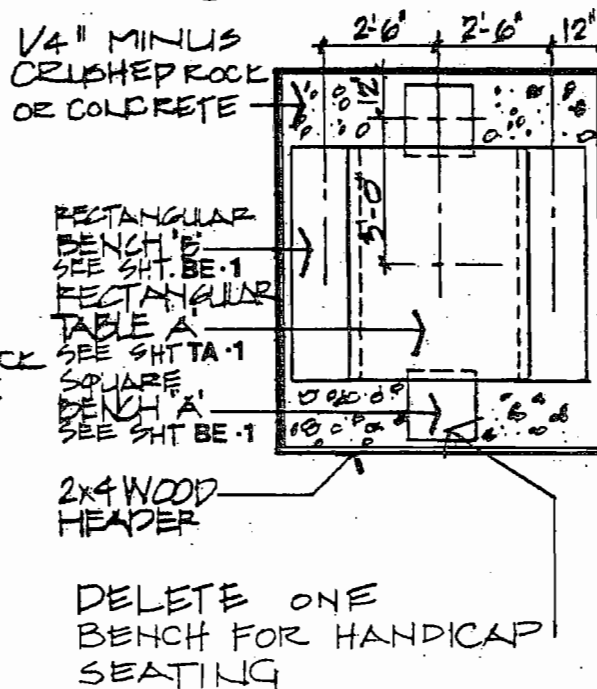 1/4" MINUS
CRUSHED ROCK
OR CONCRETE
2'-6" 2'-6" 12"
12"
5-0
RECTANGULAR
BENCH 'B'
SEE SHT. BE-1
RECTANGULAR
TABLE 'A'
SEE SHT TA-1
SQUARE
BENCH 'A'
SEE SHT BE-1
2x4 WOOD
HEADER
DELETE ONE
BENCH FOR HANDICAP
SEATING